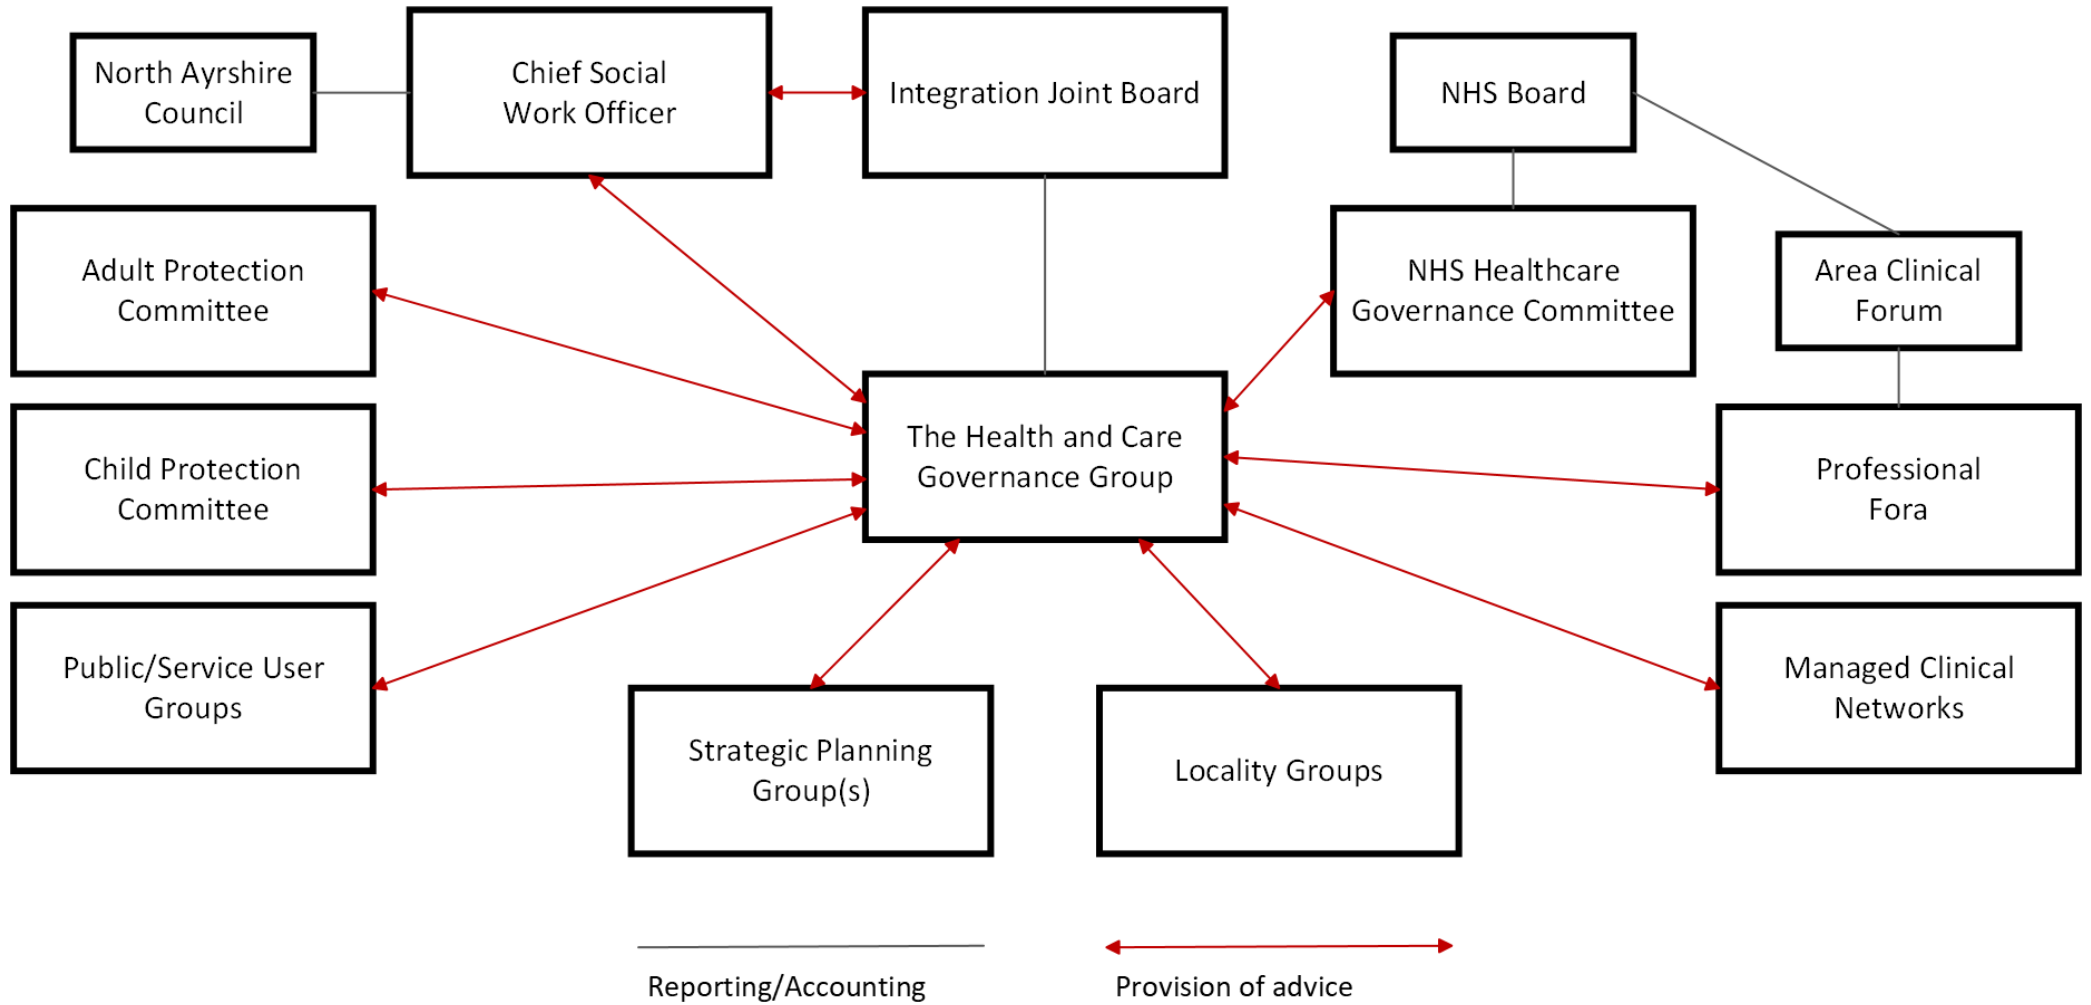 North Ayrshire
Council
Chief Social
Work Officer
Integration Joint Board
NHS Board
Adult Protection
Committee
NHS Healthcare
Governance Committee
Area Clinical
Forum
The Health and Care
Governance Group
Child Protection
Committee
Professional
Fora
Public/Service User
Groups
Strategic Planning
Group(s)
Locality Groups
Managed Clinical
Networks
Reporting/Accounting
Provision of advice